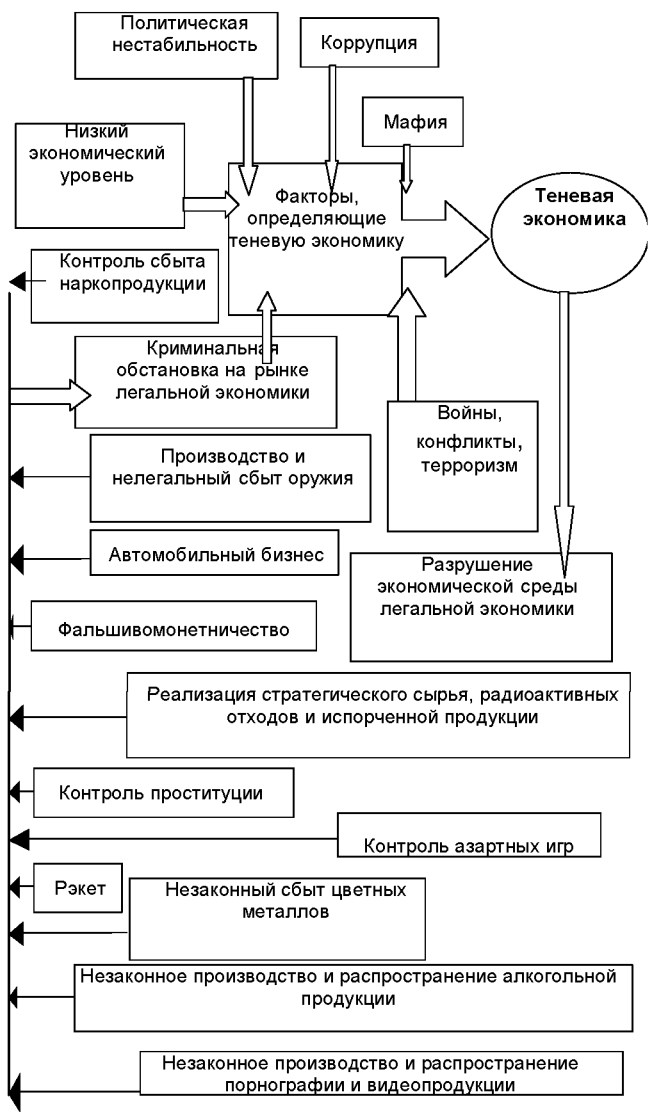 Политическая
нестабильность
Коррупция
Мафия
Низкий
экономический
уровень
Факторы,
определяющие
теневую экономику
Теневая
экономика
Контроль сбыта
наркопродукции
Криминальная
обстановка на рынке
легальной экономики
Войны,
конфликты,
терроризм
Производство и
нелегальный сбыт оружия
Автомобильный бизнес
Разрушение
экономической среды
легальной экономики
Фальшивомонетничество
Реализация стратегического сырья, радиоактивных
отходов и испорченной продукции
Контроль проституции
Контроль азартных игр
Рэкет
Незаконный сбыт цветных
металлов
Незаконное производство и распространение алкогольной
продукции
Незаконное производство и распространение
порнографии и видеопродукции